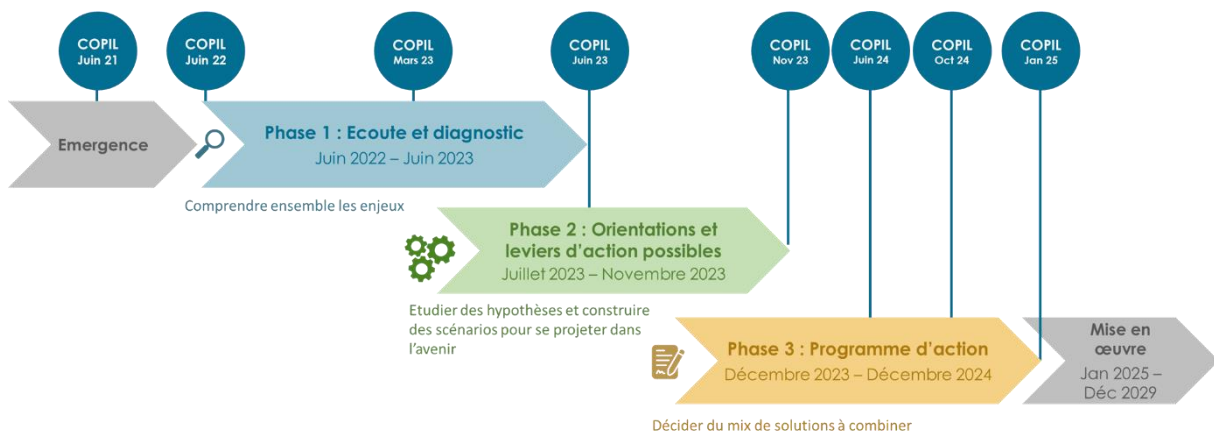 COPIL
Juin 21
COPIL
Juin 22
COPIL
Mars 23
COPIL
Juin 23
COPIL
Nov 23
COPIL
Juin 24
COPIL
Oct 24
COPIL
Jan 25
Emergence
Phase 1 : Ecoute et diagnostic
Juin 2022 – Juin 2023
Comprendre ensemble les enjeux
Phase 2 : Orientations et
leviers d’action possibles
Juillet 2023 – Novembre 2023
Etudier des hypothèses et construire
des scénarios pour se projeter dans
l’avenir
Phase 3 : Programme d’action
Décembre 2023 – Décembre 2024
Décider du mix de solutions à combiner
Mise en
œuvre
Jan 2025 –
Déc 2029